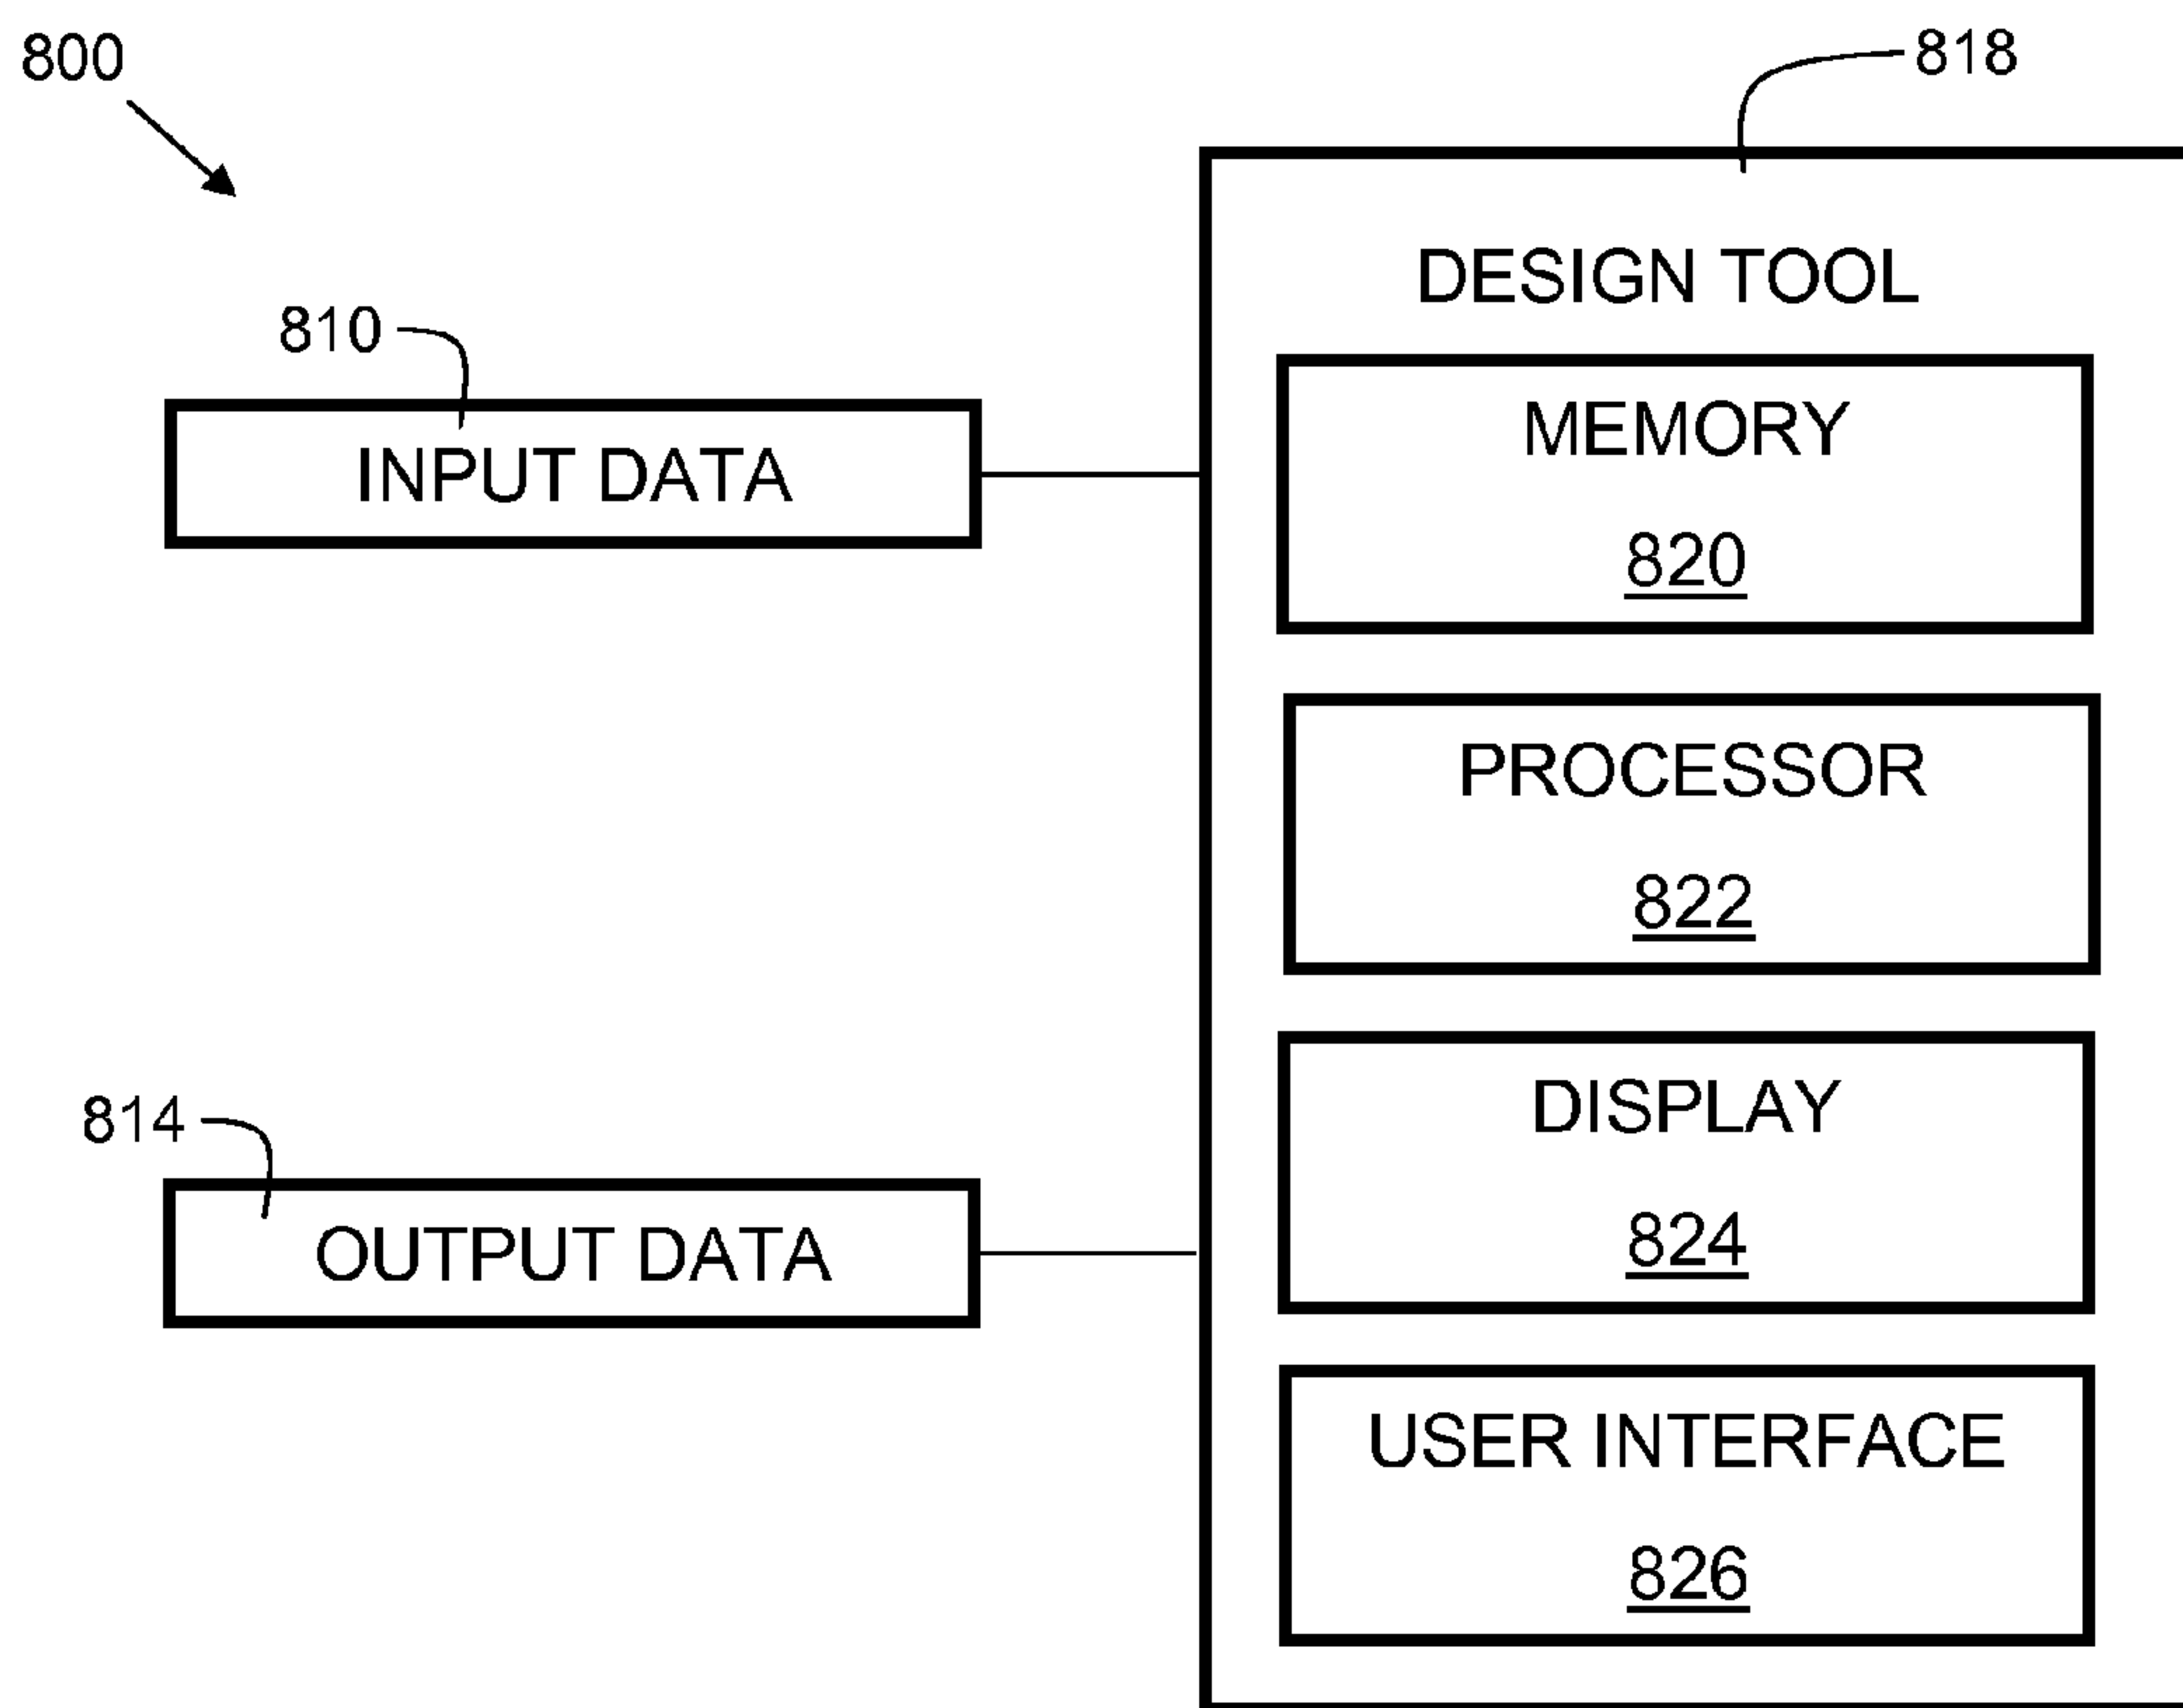 800
818
DESIGN TOOL
810
INPUT DATA
MEMORY
820
PROCESSOR
822
814
OUTPUT DATA
DISPLAY
824
USER INTERFACE
826